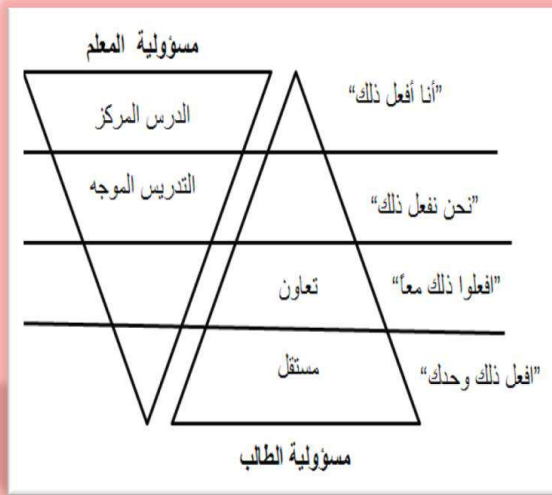 مسؤولية المعلم
"أنا أفعل ذلك"
الدرس المركز
التدريس الموجه
"نحن نفعل ذلك"
"افعلوا ذلك معاً"
تعاون
"افعل ذلك وحدك"
مستقل
مسؤولية الطالب